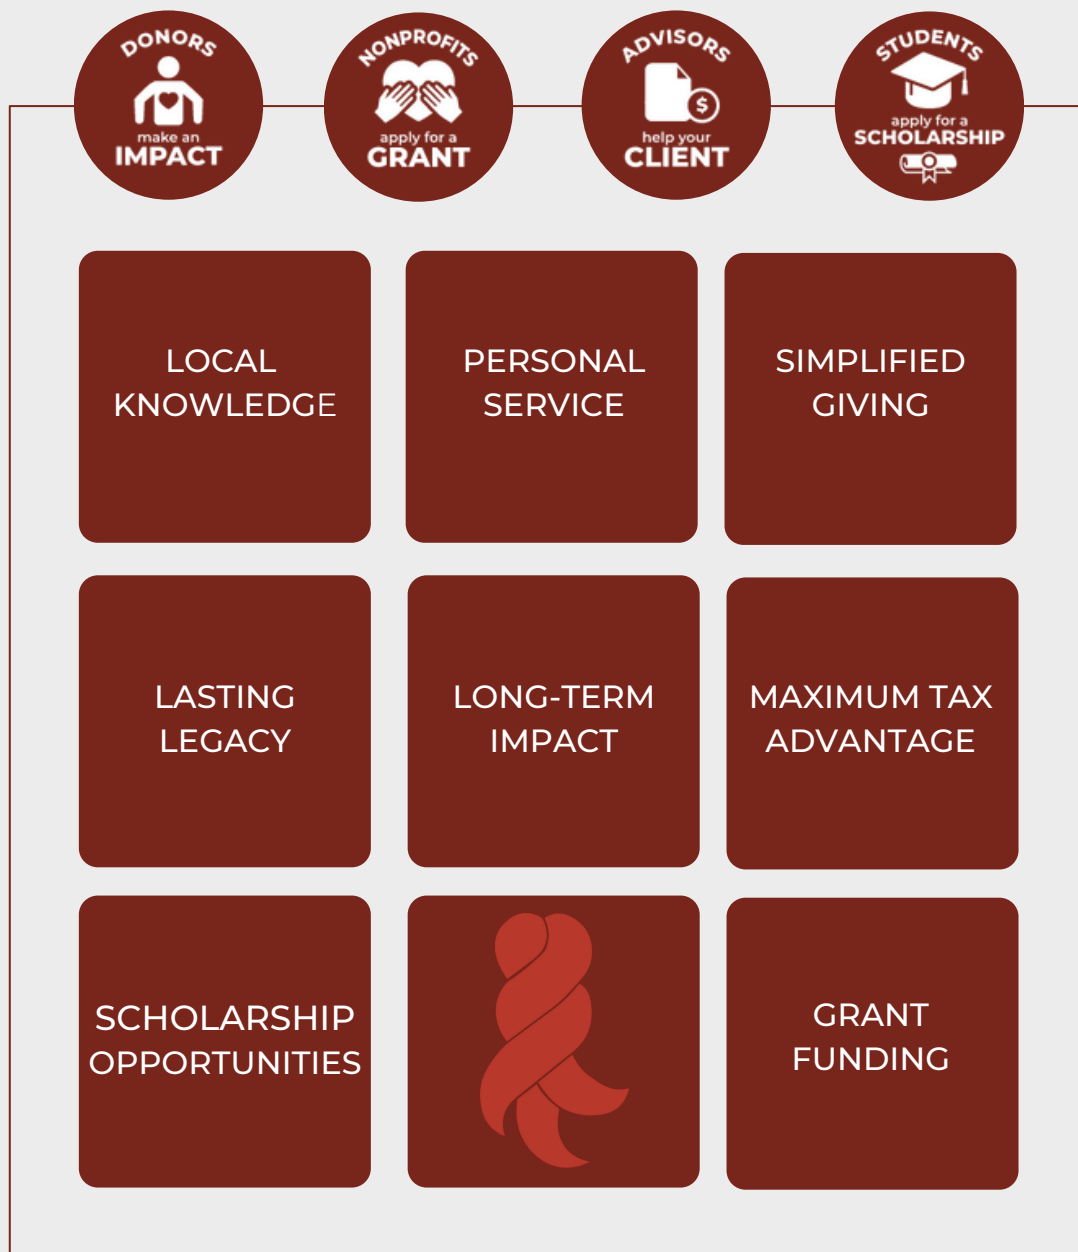 DONORS
make an
IMPACT
NONPROFITS
apply for a
GRANT
ADVISORS
$
help your
CLIENT
STUDENTS
apply for a
SCHOLARSHIP
LOCAL
KNOWLEDGE
PERSONAL
SERVICE
SIMPLIFIED
GIVING
LASTING
LEGACY
LONG-TERM
IMPACT
MAXIMUM TAX
ADVANTAGE
SCHOLARSHIP
OPPORTUNITIES
GRANT
FUNDING